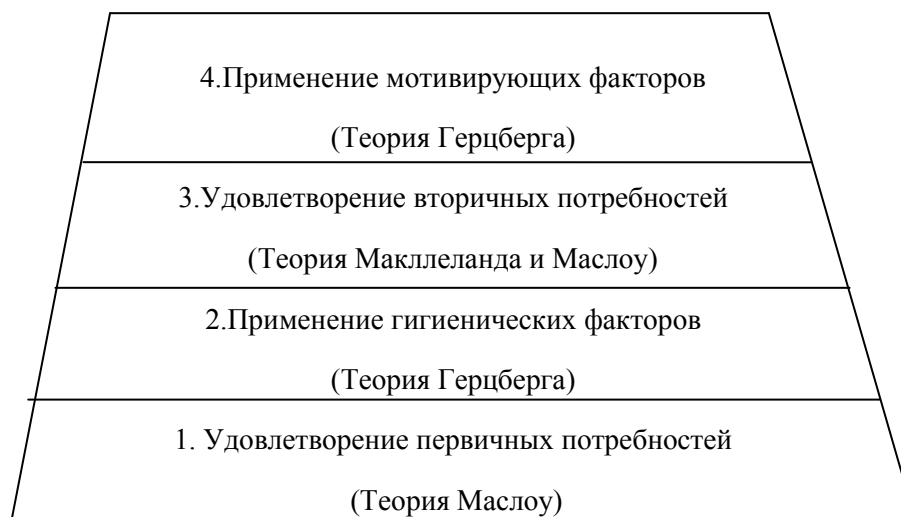 4.Применение мотивирующих факторов
(Теория Герцберга)
3.Удовлетворение вторичных потребностей
(Теория Макллеланда и Маслоу)
2.Применение гигиенических факторов
(Теория Герцберга)
1. Удовлетворение первичных потребностей
(Теория Маслоу)